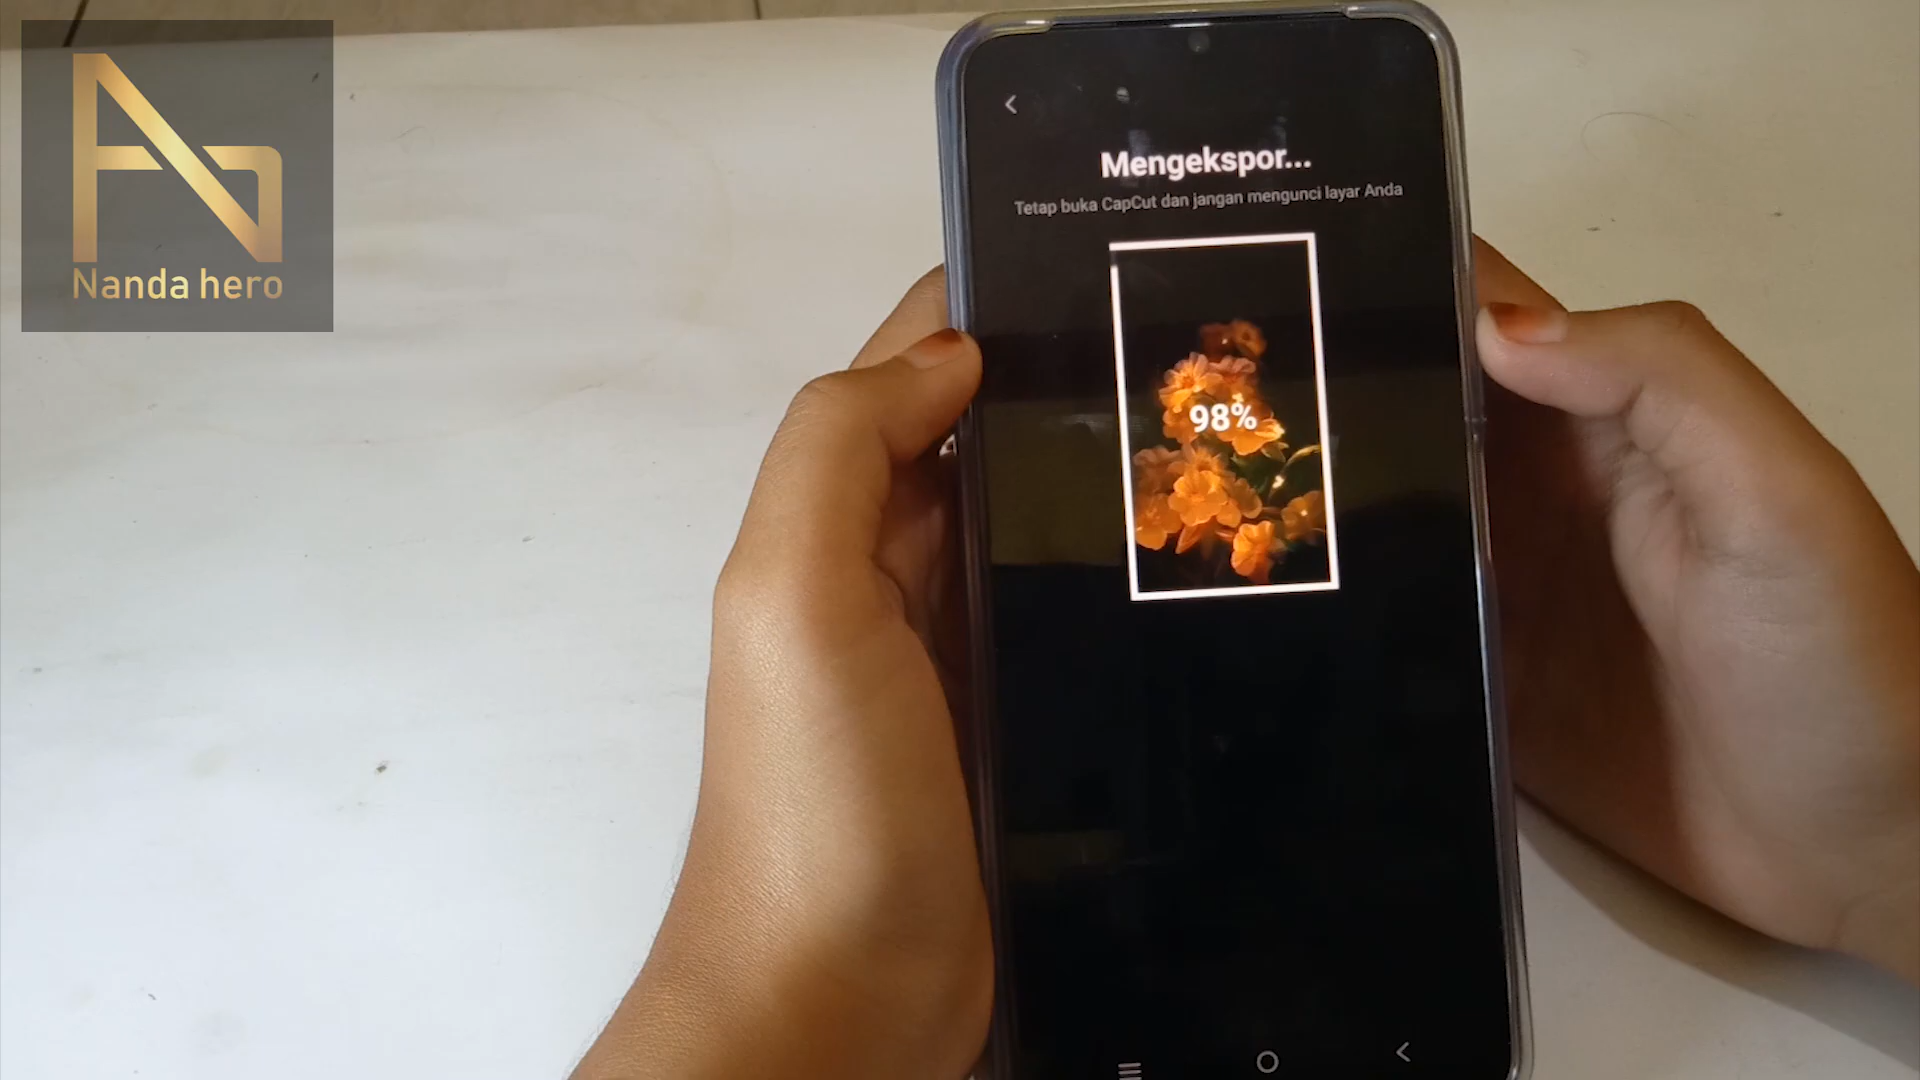 Nanda hero
Mengekspor...
Tetap buka CapCut dan jangan mengunci layar Anda
98%